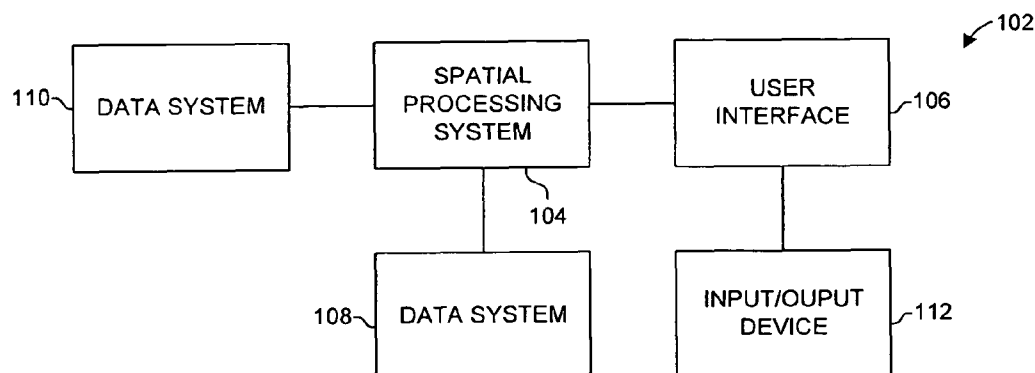 102
110
DATA SYSTEM
SPATIAL
PROCESSING
SYSTEM
104
USER
INTERFACE
106
108
DATA SYSTEM
INPUT/OUPUT
DEVICE
112